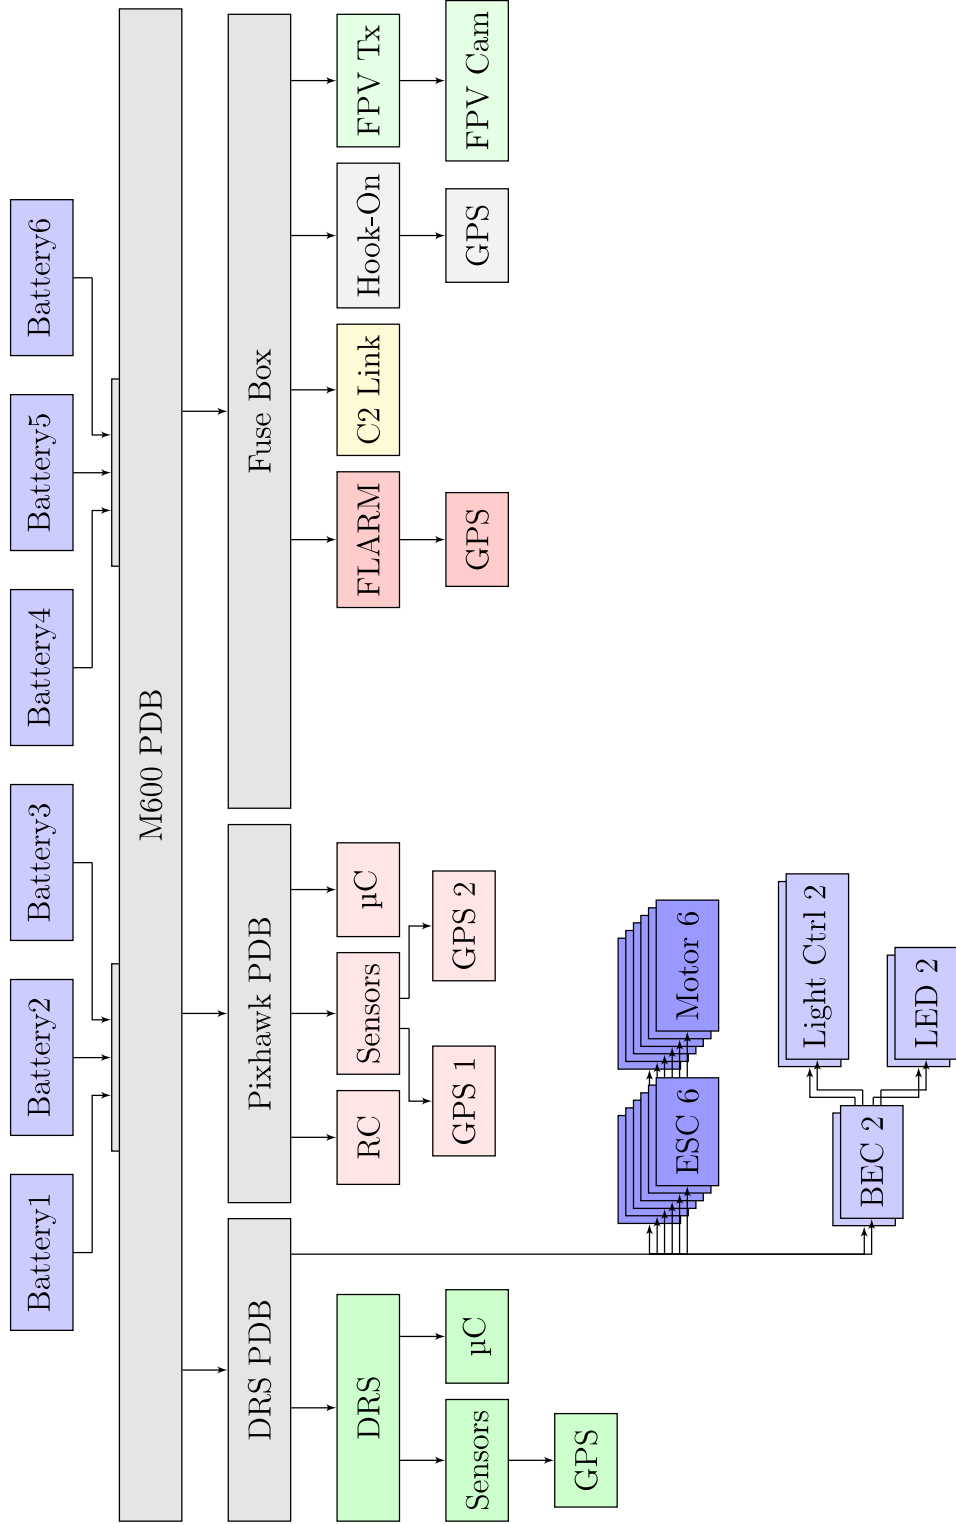 Battery1
Battery2
Battery3
Battery4
Battery5
Battery6
M600 PDB
DRS PDB
Pixhawk PDB
Fuse Box
DRS
RC
Sensors
µC
FLARM
C2 Link
Hook-On
FPV Tx
Sensors
µC
GPS 1
GPS 2
GPS
GPS
FPV Cam
GPS
ESC 6
Motor 6
BEC 2
Light Ctrl 2
LED 2